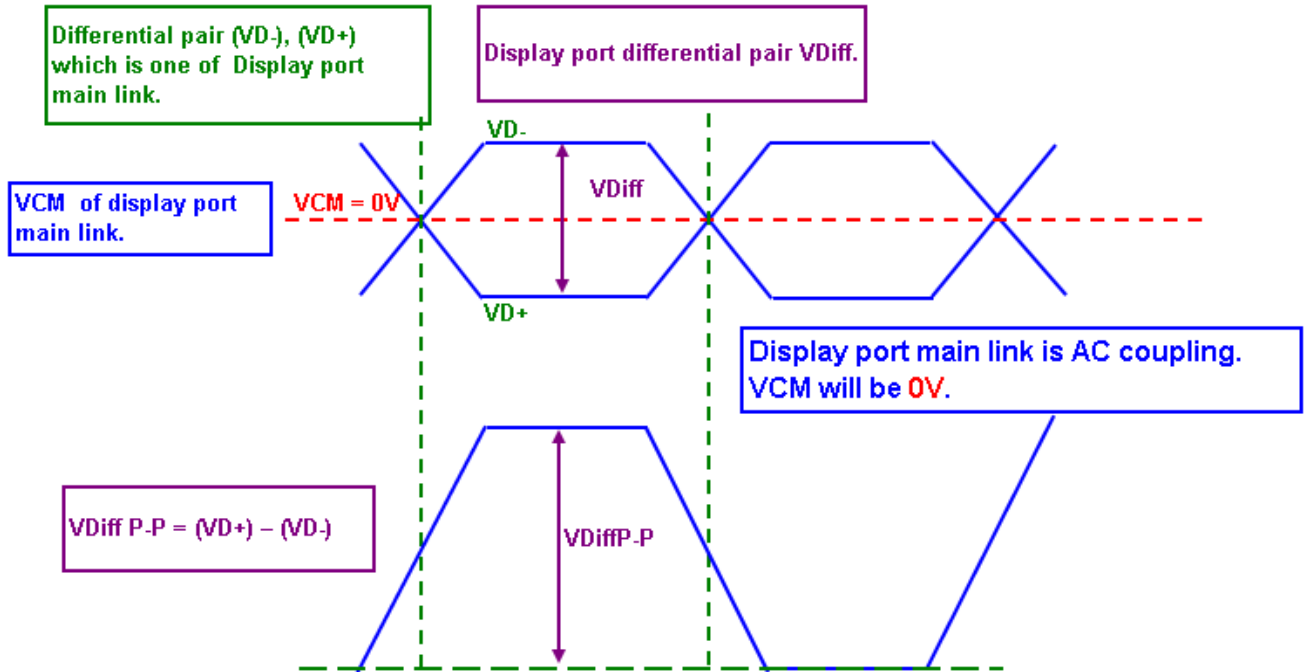 Differential pair (VD-), (VD+)
which is one of Display port
main link.
Display port differential pair VDiff.
VD-
VCM of display port
main link.
VCM = 0V
VDiff
VD+
Display port main link is AC coupling.
VCM will be 0V.
VDiff P-P = (VD+) – (VD-)
VDiffP-P